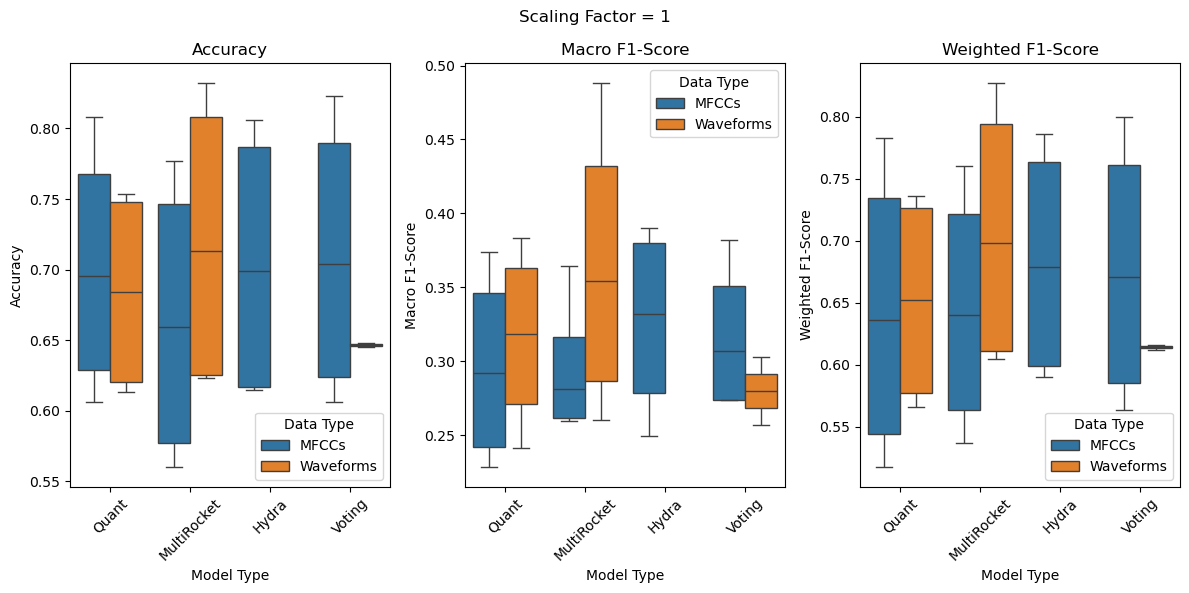 Scaling Factor = 1
Accuracy
Accuracy
0.80
0.75
0.70
0.65
0.60
0.55
Data Type
MFCCs
Waveforms
Quant
MultiRocket
Hydra
Voting
Model Type
Macro F1-Score
Macro F1-Score
0.50
0.45
0.40
0.35
0.30
0.25
Data Type
MFCCs
Waveforms
Quant
MultiRocket
Hydra
Voting
Model Type
Weighted F1-Score
Weighted F1-Score
0.80
0.75
0.70
0.65
0.60
0.55
Data Type
MFCCs
Waveforms
Quant
MultiRocket
Hydra
Voting
Model Type